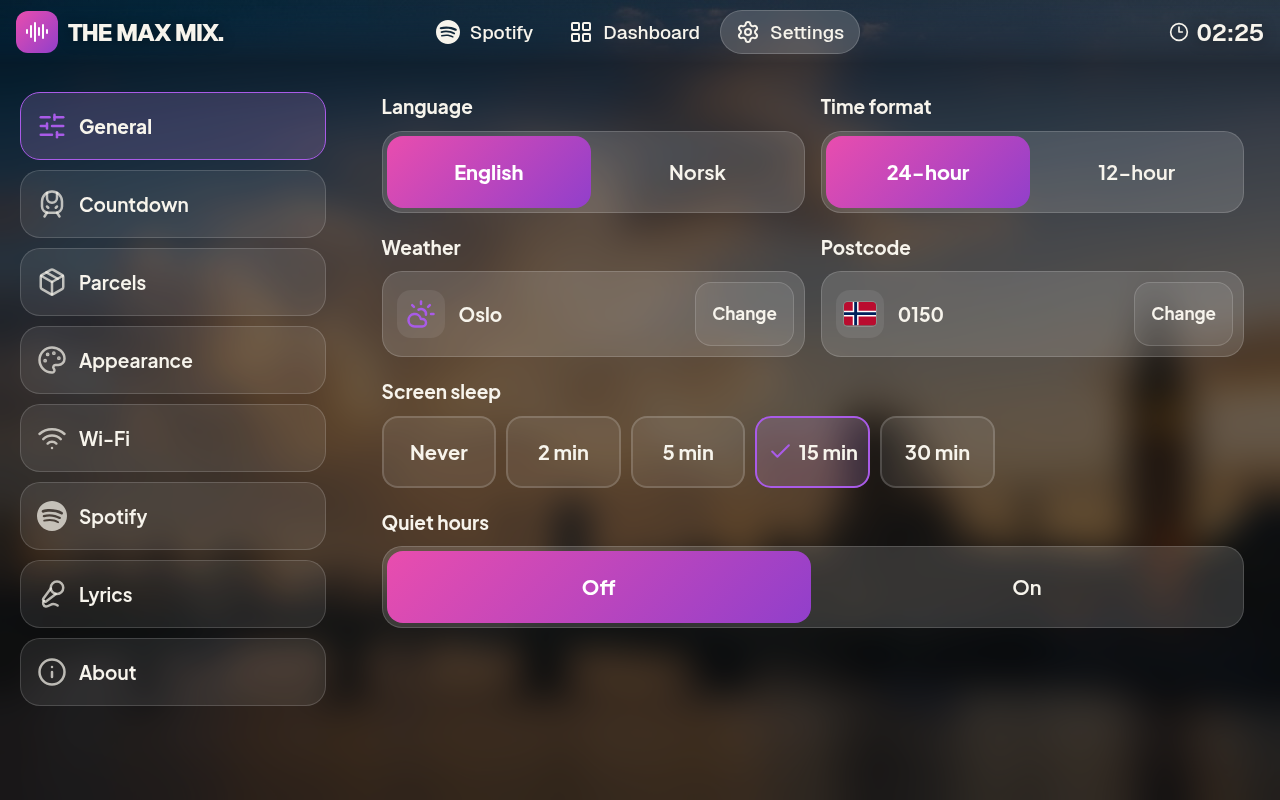 THE MAX MIX.
Spotify
Dashboard
Settings
02:25
General
Countdown
Parcels
Appearance
Wi-Fi
Spotify
Lyrics
About
Language
English
Norsk
Time format
24-hour
12-hour
Weather
Oslo
Change
Postcode
0150
Change
Screen sleep
Never
2 min
5 min
15 min
30 min
Quiet hours
Off
On